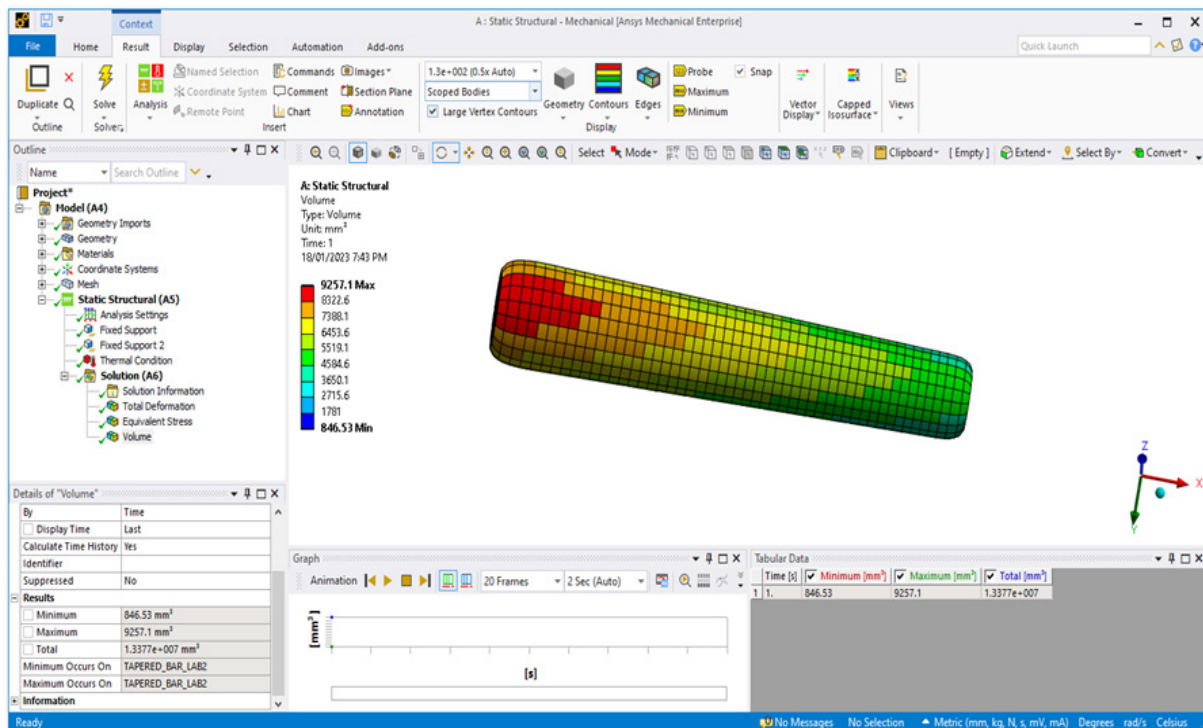 A : Static Structural - Mechanical [Ansys Mechanical Enterprise]
Context
File Home Result Display Selection Automation Add-ons
Quick Launch
Duplicate
Outline
Solve
Solver
Analysis
Named Selection
Coordinate System
Remote Point
Commands
Comment
Chart
Images
Section Plane
Annotation
Insert
1.3e+002 (0.5x Auto)
Scoped Bodies
Large Vertex Contours
Geometry Contours Edges
Probe
Maximum
Minimum
Snap
Display
Vector Display
Capped Isosurface
Views
Outline
Name Search Outline
Select Mode Clipboard [ Empty ] Extend Select By Convert
Project*
Model (A4)
Geometry Imports
Geometry
Materials
Coordinate Systems
Mesh
Static Structural (A5)
Analysis Settings
Fixed Support
Fixed Support 2
Thermal Condition
Solution (A6)
Solution Information
Total Deformation
Equivalent Stress
Volume
A: Static Structural
Volume
Type: Volume
Unit: mm³
Time: 1
18/01/2023 7:43 PM
9257.1 Max
8322.6
7388.1
6453.6
5519.1
4584.6
3650.1
2715.6
1781
846.53 Min
Z
X
Y
Details of "Volume"
By Time
Display Time Last
Calculate Time History Yes
Identifier
Suppressed No
Results
Minimum 846.53 mm³
Maximum 9257.1 mm³
Total 1.3377e+007 mm³
Minimum Occurs On TAPERED_BAR_LAB2
Maximum Occurs On TAPERED_BAR_LAB2
Information
Graph
Animation 20 Frames 2 Sec (Auto)
[mm³]
[s]
Tabular Data
Time [s] Minimum [mm³] Maximum [mm³] Total [mm³]
1 1. 846.53 9257.1 1.3377e+007
Ready
No Messages No Selection Metric (mm, kg, N, s, mV, mA) Degrees rad/s Celsius